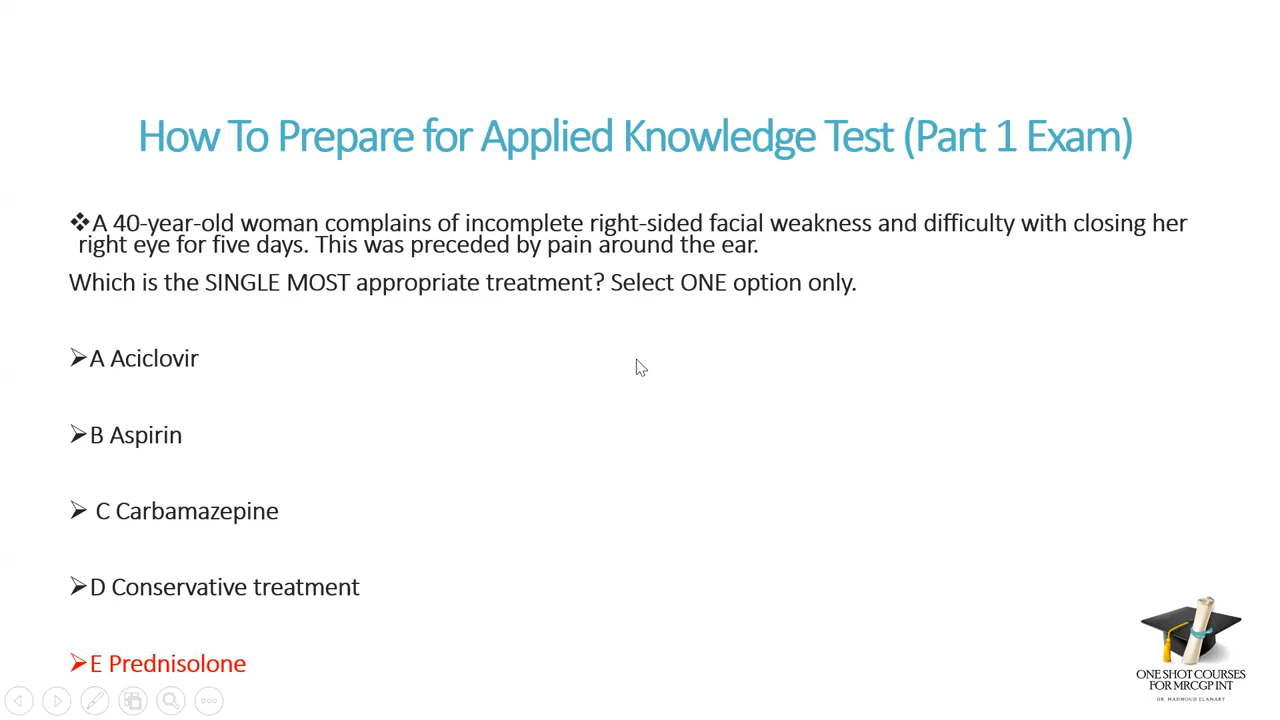 How To Prepare for Applied Knowledge Test (Part 1 Exam)
❖A 40-year-old woman complains of incomplete right-sided facial weakness and difficulty with closing her
right eye for five days. This was preceded by pain around the ear.
Which is the SINGLE MOST appropriate treatment? Select ONE option only.
➢A Aciclovir
➢B Aspirin
➢ C Carbamazepine
➢D Conservative treatment
➢E Prednisolone
ONE SHOT COURSES
FOR MRCGP INT
DR. MAHMOUD ELAMARY